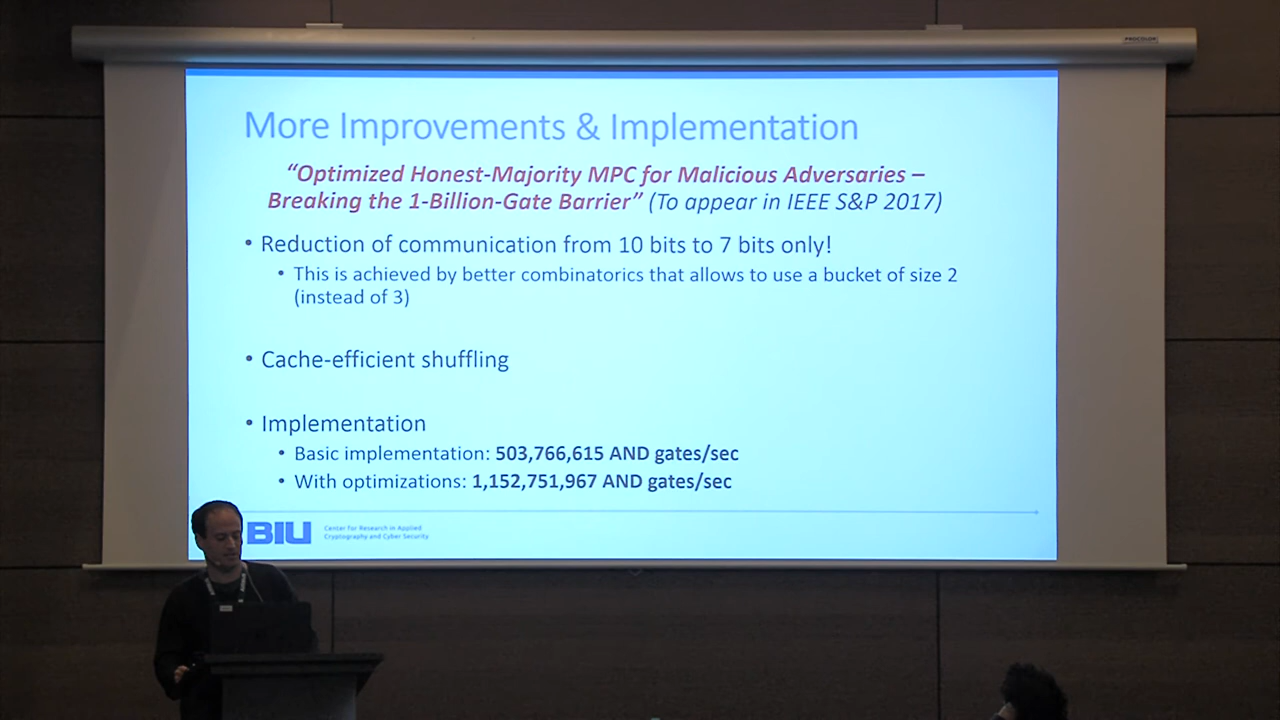 PROCOLOR
More Improvements & Implementation
“Optimized Honest-Majority MPC for Malicious Adversaries –
Breaking the 1-Billion-Gate Barrier” (To appear in IEEE S&P 2017)
• Reduction of communication from 10 bits to 7 bits only!
• This is achieved by better combinatorics that allows to use a bucket of size 2
(instead of 3)
• Cache-efficient shuffling
• Implementation
• Basic implementation: 503,766,615 AND gates/sec
• With optimizations: 1,152,751,967 AND gates/sec
BIU
Center for Research in Applied
Cryptography and Cyber Security